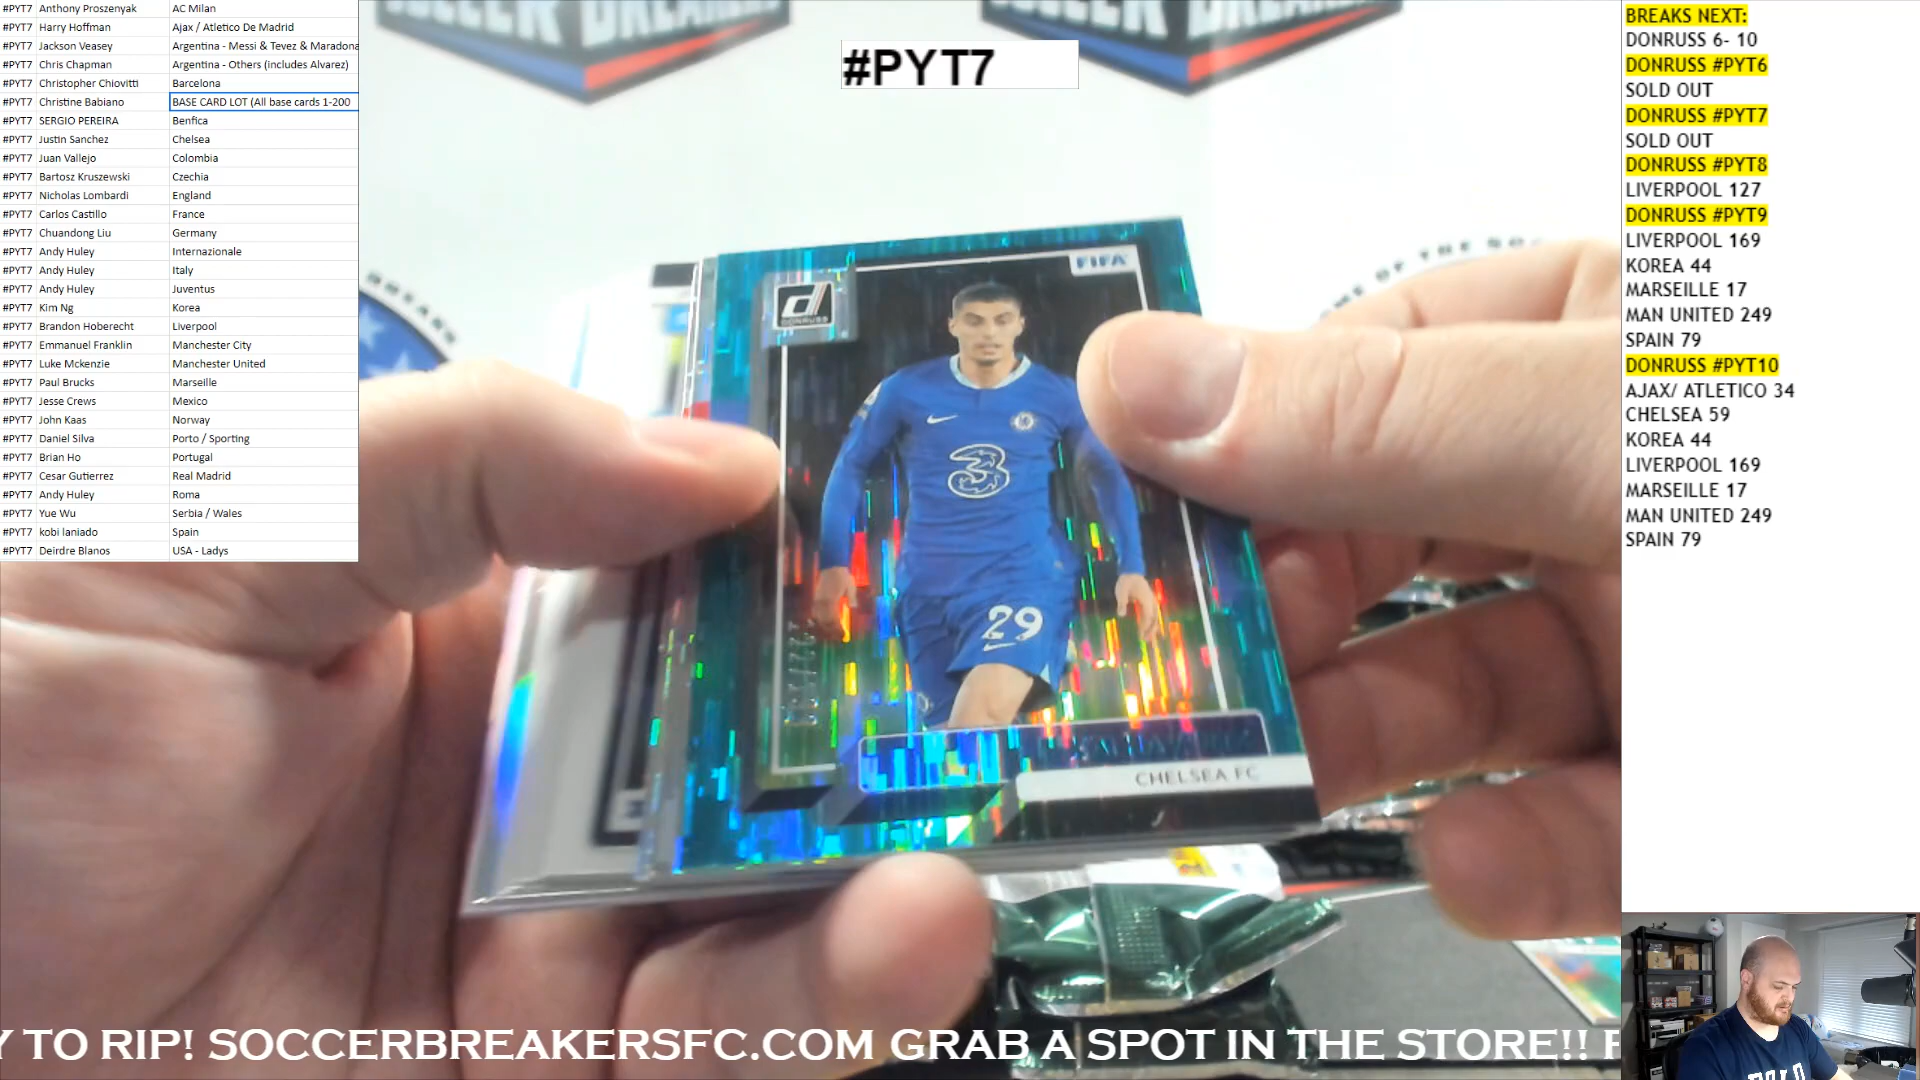 #PYT7 Anthony Proszenyak AC Milan
#PYT7 Harry Hoffman Ajax / Atletico De Madrid
#PYT7 Jackson Veasey Argentina - Messi & Tevez & Maradona
#PYT7 Chris Chapman Argentina - Others (includes Alvarez)
#PYT7 Christopher Chiovitti Barcelona
#PYT7 Christine Babiano BASE CARD LOT (All base cards 1-200
#PYT7 SERGIO PEREIRA Benfica
#PYT7 Justin Sanchez Chelsea
#PYT7 Juan Vallejo Colombia
#PYT7 Bartosz Kruszewski Czechia
#PYT7 Nicholas Lombardi England
#PYT7 Carlos Castillo France
#PYT7 Chuandong Liu Germany
#PYT7 Andy Huley Internazionale
#PYT7 Andy Huley Italy
#PYT7 Andy Huley Juventus
#PYT7 Kim Ng Korea
#PYT7 Brandon Hoberecht Liverpool
#PYT7 Emmanuel Franklin Manchester City
#PYT7 Luke Mckenzie Manchester United
#PYT7 Paul Brucks Marseille
#PYT7 Jesse Crews Mexico
#PYT7 John Kaas Norway
#PYT7 Daniel Silva Porto / Sporting
#PYT7 Brian Ho Portugal
#PYT7 Cesar Gutierrez Real Madrid
#PYT7 Andy Huley Roma
#PYT7 Yue Wu Serbia / Wales
#PYT7 kobi laniado Spain
#PYT7 Deirdre Blanos USA - Ladys
#PYT7
FIFA
DONRUSS
3
29
CHELSEA FC
BREAKS NEXT:
DONRUSS 6- 10
DONRUSS #PYT6
SOLD OUT
DONRUSS #PYT7
SOLD OUT
DONRUSS #PYT8
LIVERPOOL 127
DONRUSS #PYT9
LIVERPOOL 169
KOREA 44
MARSEILLE 17
MAN UNITED 249
SPAIN 79
DONRUSS #PYT10
AJAX/ ATLETICO 34
CHELSEA 59
KOREA 44
LIVERPOOL 169
MARSEILLE 17
MAN UNITED 249
SPAIN 79
Y TO RIP! SOCCERBREAKERSFC.COM GRAB A SPOT IN THE STORE!!